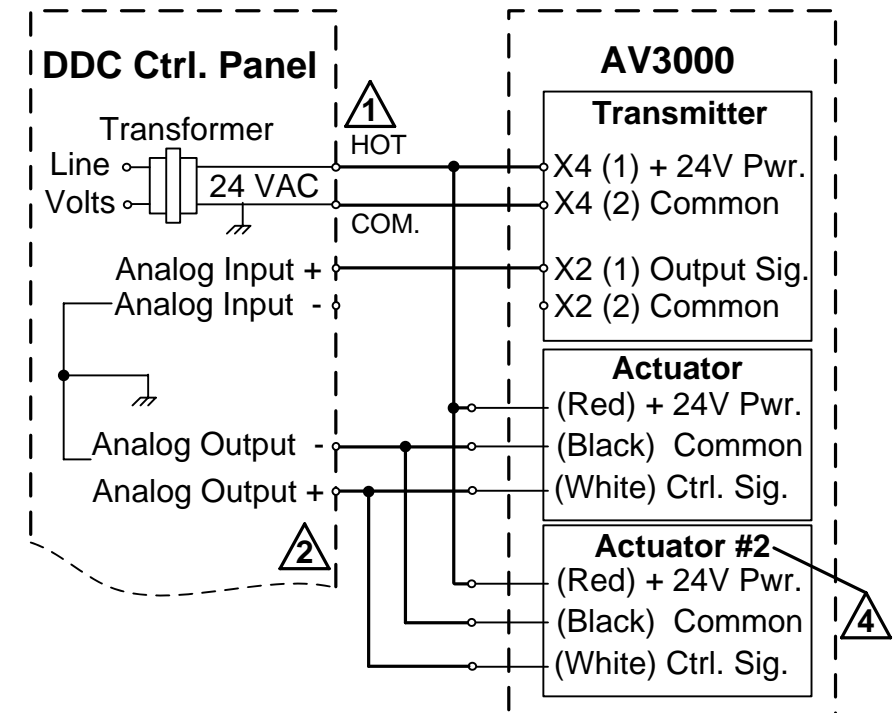 DDC Ctrl. Panel
Transformer
Line
Volts
24 VAC
Analog Input +
Analog Input -
Analog Output -
Analog Output +
1
HOT
COM.
2
AV3000
Transmitter
X4 (1) + 24V Pwr.
X4 (2) Common
X2 (1) Output Sig.
X2 (2) Common
Actuator
(Red) + 24V Pwr.
(Black) Common
(White) Ctrl. Sig.
Actuator #2
(Red) + 24V Pwr.
(Black) Common
(White) Ctrl. Sig.
4